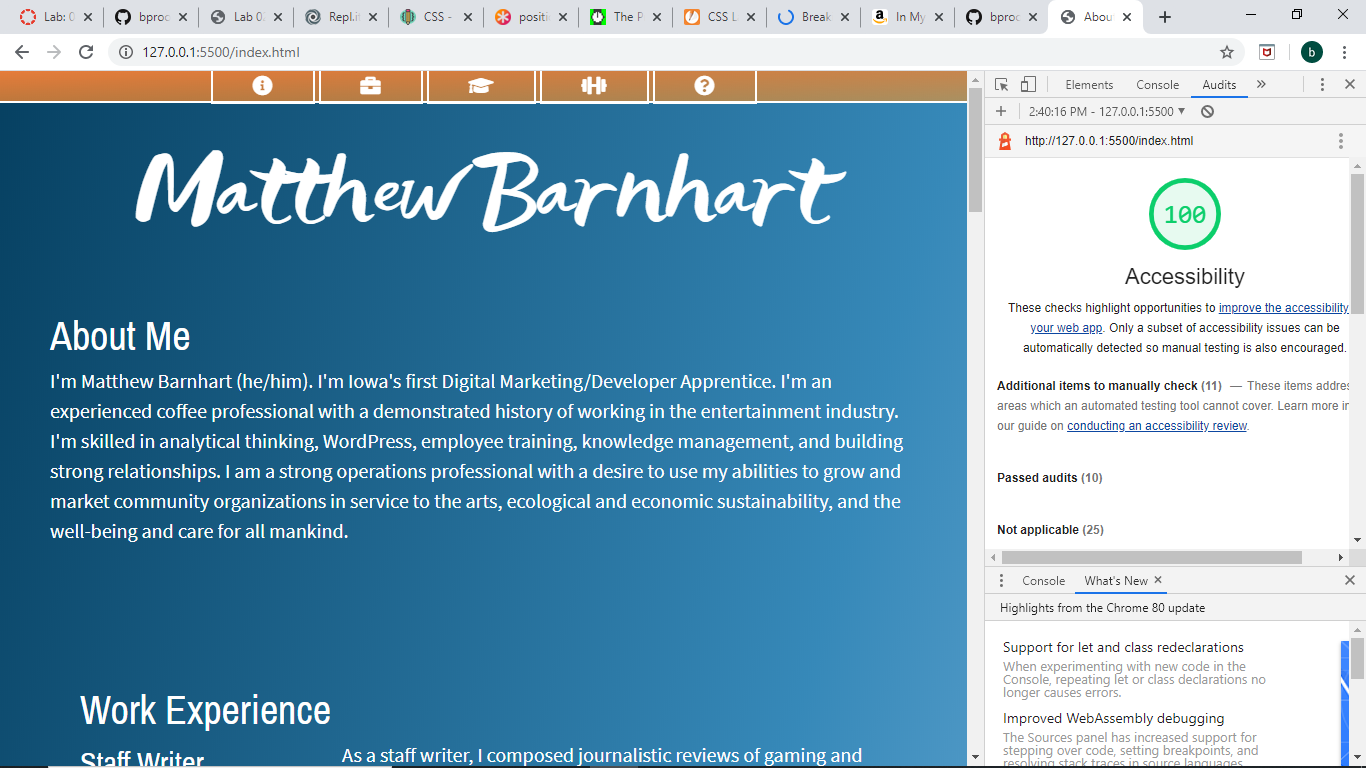 Lab: 0
bproc
Lab 0
Repl.i
CSS -
positi
The P
CSS L
Break
In My
bproc
About
127.0.0.1:5500/index.html
b
Matthew Barnhart
About Me
I'm Matthew Barnhart (he/him). I'm Iowa's first Digital Marketing/Developer Apprentice. I'm an
experienced coffee professional with a demonstrated history of working in the entertainment industry.
I'm skilled in analytical thinking, WordPress, employee training, knowledge management, and building
strong relationships. I am a strong operations professional with a desire to use my abilities to grow and
market community organizations in service to the arts, ecological and economic sustainability, and the
well-being and care for all mankind.
Work Experience
Staff Writer
As a staff writer, I composed journalistic reviews of gaming and
Elements Console Audits
2:40:16 PM - 127.0.0.1:5500
http://127.0.0.1:5500/index.html
100
Accessibility
These checks highlight opportunities to improve the accessibility
your web app. Only a subset of accessibility issues can be
automatically detected so manual testing is also encouraged.
Additional items to manually check (11) — These items addres
areas which an automated testing tool cannot cover. Learn more in
our guide on conducting an accessibility review.
Passed audits (10)
Not applicable (25)
Console What's New
Highlights from the Chrome 80 update
Support for let and class redeclarations
When experimenting with new code in the
Console, repeating let or class declarations no
longer causes errors.
Improved WebAssembly debugging
The Sources panel has increased support for
stepping over code, setting breakpoints, and
resolving stack traces in source languages